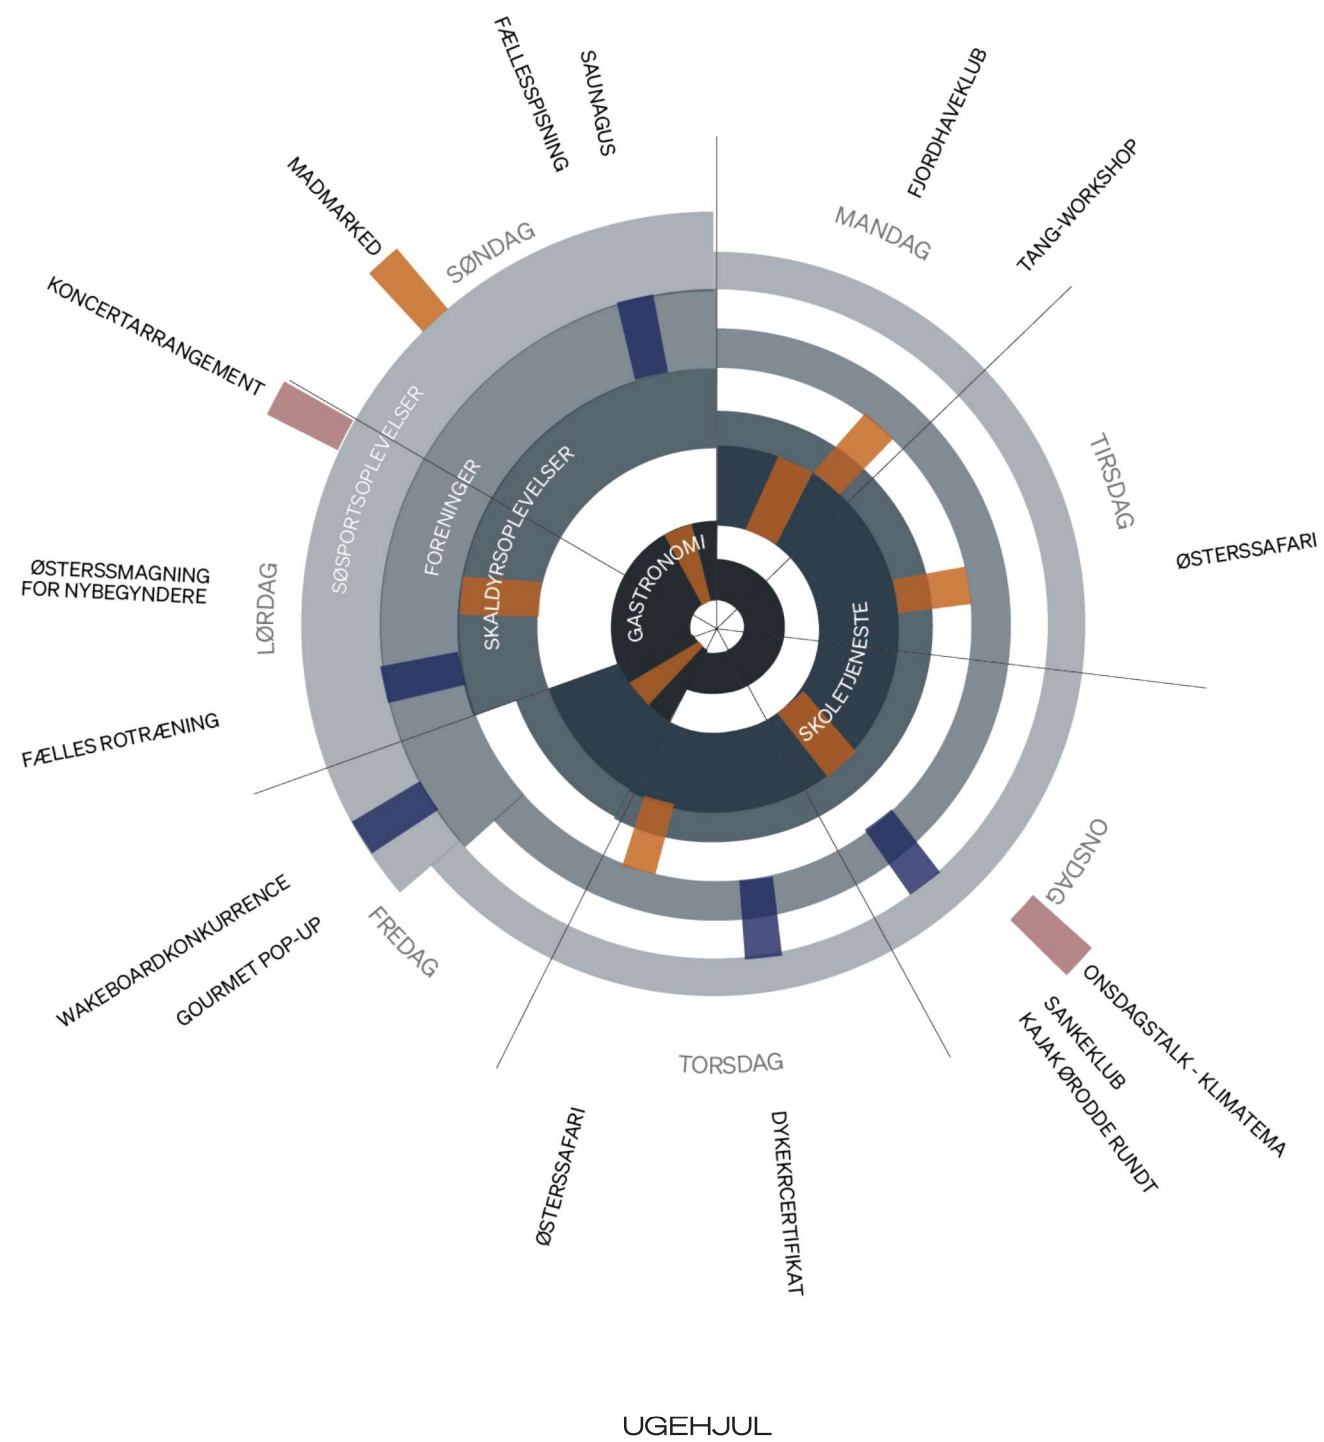 FÆLLESSPISNING
SAUNAGUS
FJORDHAVEKLUB
TANG-WORKSHOP
MADMARKED
SØNDAG
MANDAG
KONCERTARRANGEMENT
TIRSDAG
ØSTERSSAFARI
SØSPORTSOPLEVELSER
FORENINGER
SKALDYRSOPLEVELSER
GASTRONOMI
SKOLETJENESTE
ØSTERSSMAGNING
FOR NYBEGYNDERE
LØRDAG
FÆLLES ROTRÆNING
ONSDAG
ONSDAGSTALK - KLIMATEMA
SANKEKLUB
KAJAK ØRODDE RUNDT
WAKEBOARDKONKURRENCE
GOURMET POP-UP
FREDAG
TORSDAG
ØSTERSSAFARI
DYKEKRCERTIFIKAT
UGEHJUL